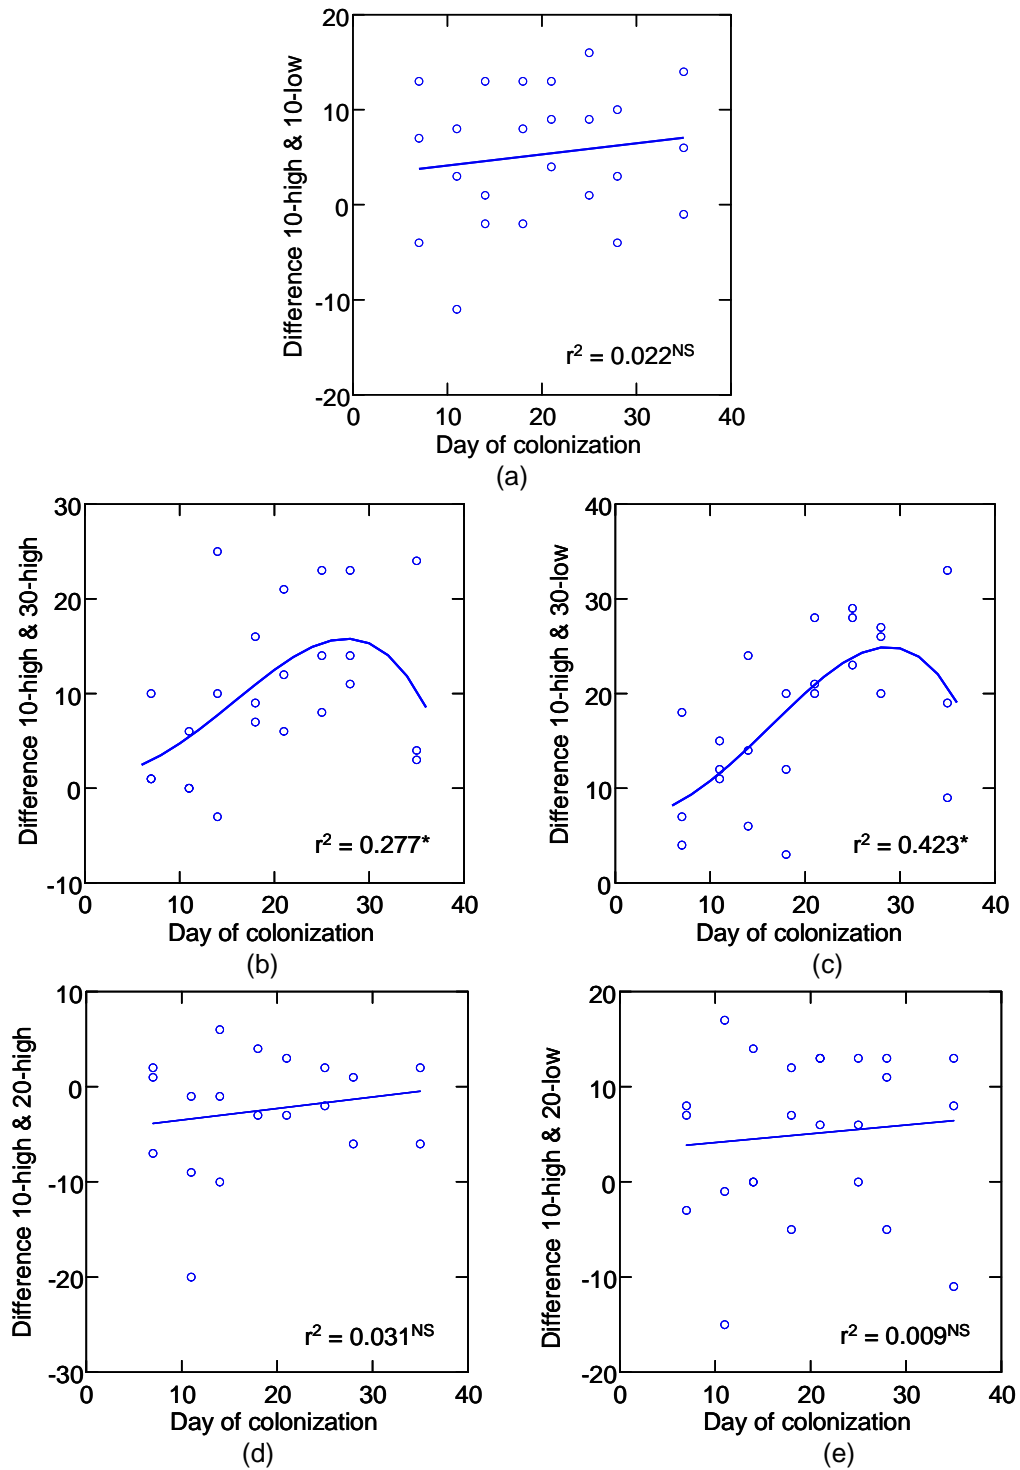 Difference 10-high & 10-low
20
10
0
-10
-20
r² = 0.022^NS
0 10 20 30 40
Day of colonization
(a)
Difference 10-high & 30-high
30
20
10
0
-10
r² = 0.277*
0 10 20 30 40
Day of colonization
(b)
Difference 10-high & 30-low
40
30
20
10
0
r² = 0.423*
0 10 20 30 40
Day of colonization
(c)
Difference 10-high & 20-high
10
0
-10
-20
-30
r² = 0.031^NS
0 10 20 30 40
Day of colonization
(d)
Difference 10-high & 20-low
20
10
0
-10
-20
r² = 0.009^NS
0 10 20 30 40
Day of colonization
(e)